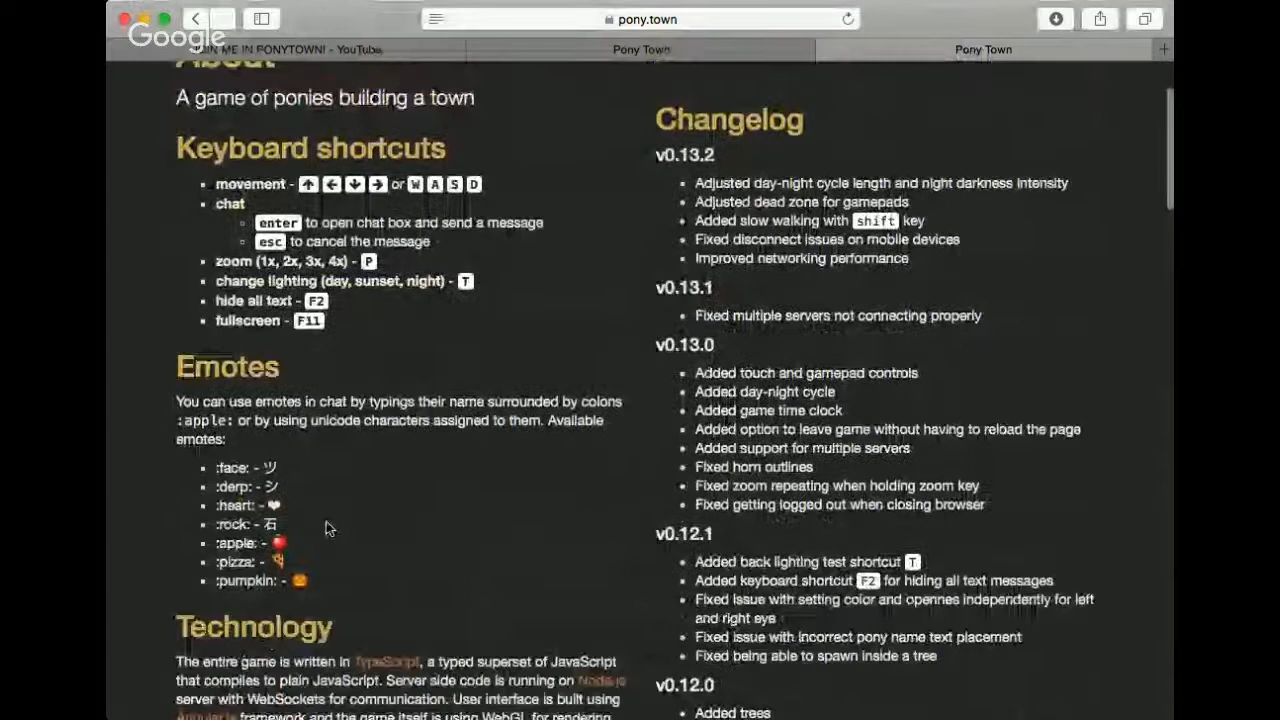 pony.town
Google
IN ME IN PONYTOWN! - YouTube
Pony Town
Pony Town
About
A game of ponies building a town
Keyboard shortcuts
movement - ↑ ← ↓ → or W A S D
chat
enter to open chat box and send a message
esc to cancel the message
zoom (1x, 2x, 3x, 4x) - P
change lighting (day, sunset, night) - T
hide all text - F2
fullscreen - F11
Emotes
You can use emotes in chat by typings their name surrounded by colons
:apple: or by using unicode characters assigned to them. Available
emotes:
:face: - ツ
:derp: - シ
:heart: - ❤
:rock: - 石
:apple: - 🍎
:pizza: - 🍕
:pumpkin: - 🎃
Technology
The entire game is written in TypeScript, a typed superset of JavaScript
that compiles to plain JavaScript. Server side code is running on Node.js
server with WebSockets for communication. User interface is built using
AngularJS framework and the game itself is using WebGL for rendering
Changelog
v0.13.2
Adjusted day-night cycle length and night darkness intensity
Adjusted dead zone for gamepads
Added slow walking with shift key
Fixed disconnect issues on mobile devices
Improved networking performance
v0.13.1
Fixed multiple servers not connecting properly
v0.13.0
Added touch and gamepad controls
Added day-night cycle
Added game time clock
Added option to leave game without having to reload the page
Added support for multiple servers
Fixed horn outlines
Fixed zoom repeating when holding zoom key
Fixed getting logged out when closing browser
v0.12.1
Added back lighting test shortcut T
Added keyboard shortcut F2 for hiding all text messages
Fixed issue with setting color and opennes independently for left
and right eye
Fixed issue with incorrect pony name text placement
Fixed being able to spawn inside a tree
v0.12.0
Added trees